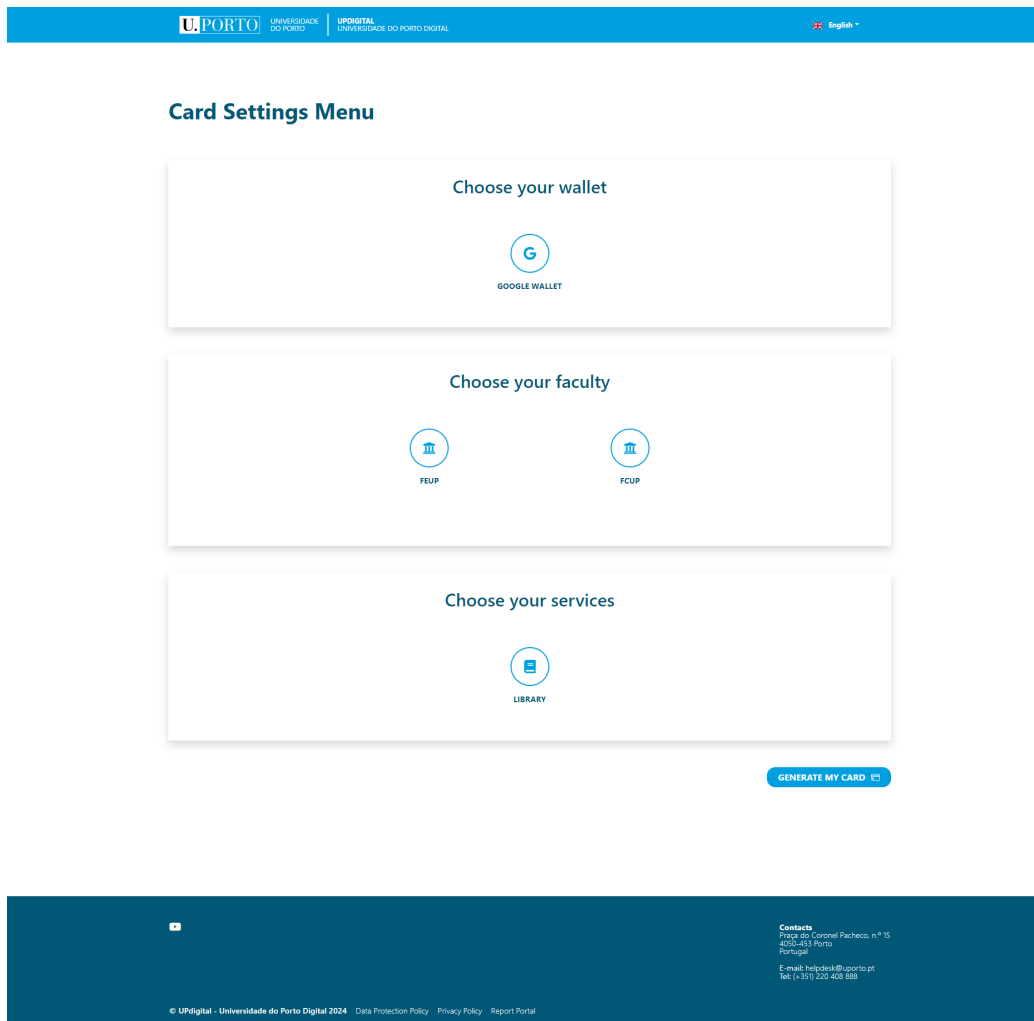 U.PORTO
UNIVERSIDADE
DO PORTO
UPDIGITAL
UNIVERSIDADE DO PORTO DIGITAL
English
Card Settings Menu
Choose your wallet
GOOGLE WALLET
Choose your faculty
FEUP
FCUP
Choose your services
LIBRARY
GENERATE MY CARD
Contacts
Praça do Coronel Pacheco, n.º 15
4050-453 Porto
Portugal
E-mail: helpdesk@uporto.pt
Tel: (+351) 220 408 888
© UPdigital - Universidade do Porto Digital 2024 Data Protection Policy Privacy Policy Report Portal